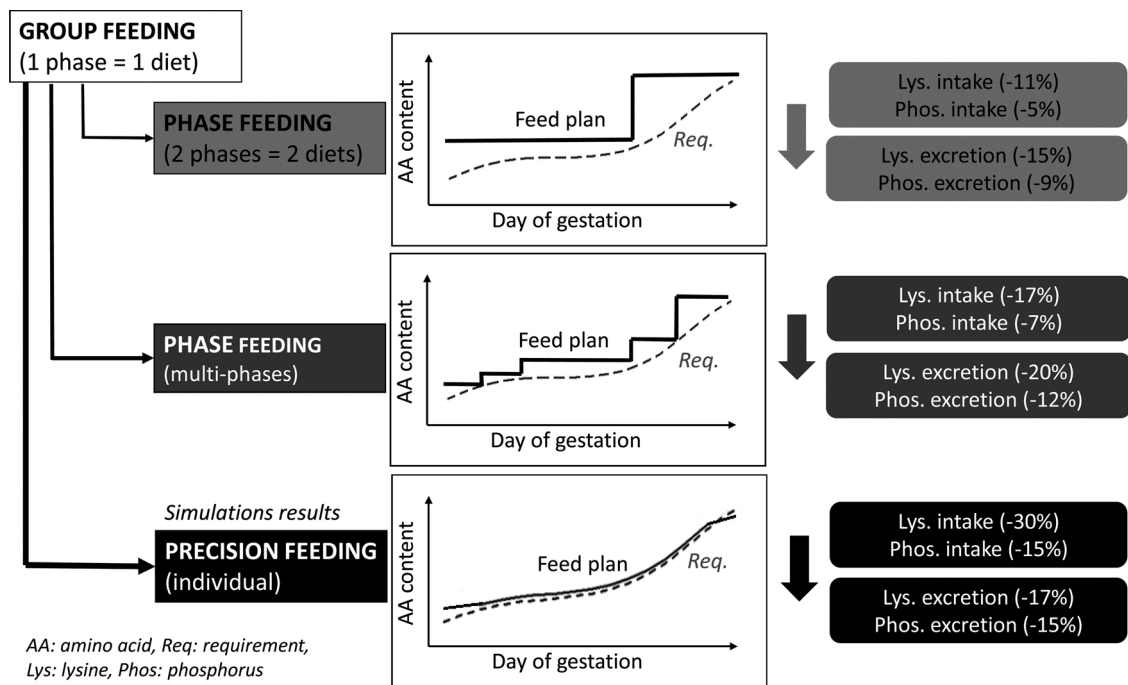 GROUP FEEDING
(1 phase = 1 diet)
PHASE FEEDING
(2 phases = 2 diets)
AA content
Feed plan
Req.
Day of gestation
Lys. intake (-11%)
Phos. intake (-5%)
Lys. excretion (-15%)
Phos. excretion (-9%)
PHASE FEEDING
(multi-phases)
AA content
Feed plan
Req.
Day of gestation
Lys. intake (-17%)
Phos. intake (-7%)
Lys. excretion (-20%)
Phos. excretion (-12%)
Simulations results
PRECISION FEEDING
(individual)
AA content
Feed plan
Req.
Day of gestation
Lys. intake (-30%)
Phos. intake (-15%)
Lys. excretion (-17%)
Phos. excretion (-15%)
AA: amino acid, Req: requirement,
Lys: lysine, Phos: phosphorus